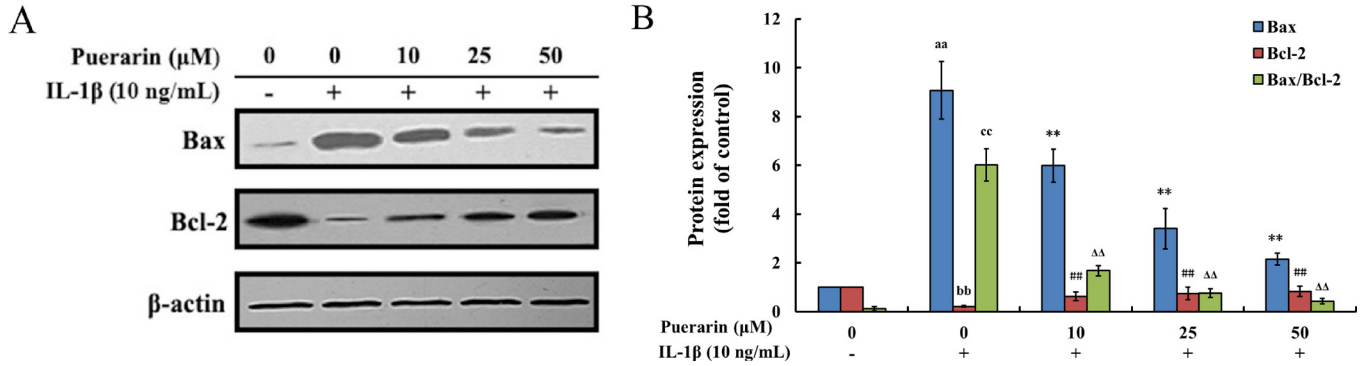 A
Puerarin (μM) 0 0 10 25 50
IL-1β (10 ng/mL) - + + + +
Bax
Bcl-2
β-actin
B
Protein expression
(fold of control)
12
10
8
6
4
2
0
aa
bb
cc
**
##
ΔΔ
**
##
ΔΔ
**
##
ΔΔ
Bax
Bcl-2
Bax/Bcl-2
Puerarin (μM) 0 0 10 25 50
IL-1β (10 ng/mL) - + + + +